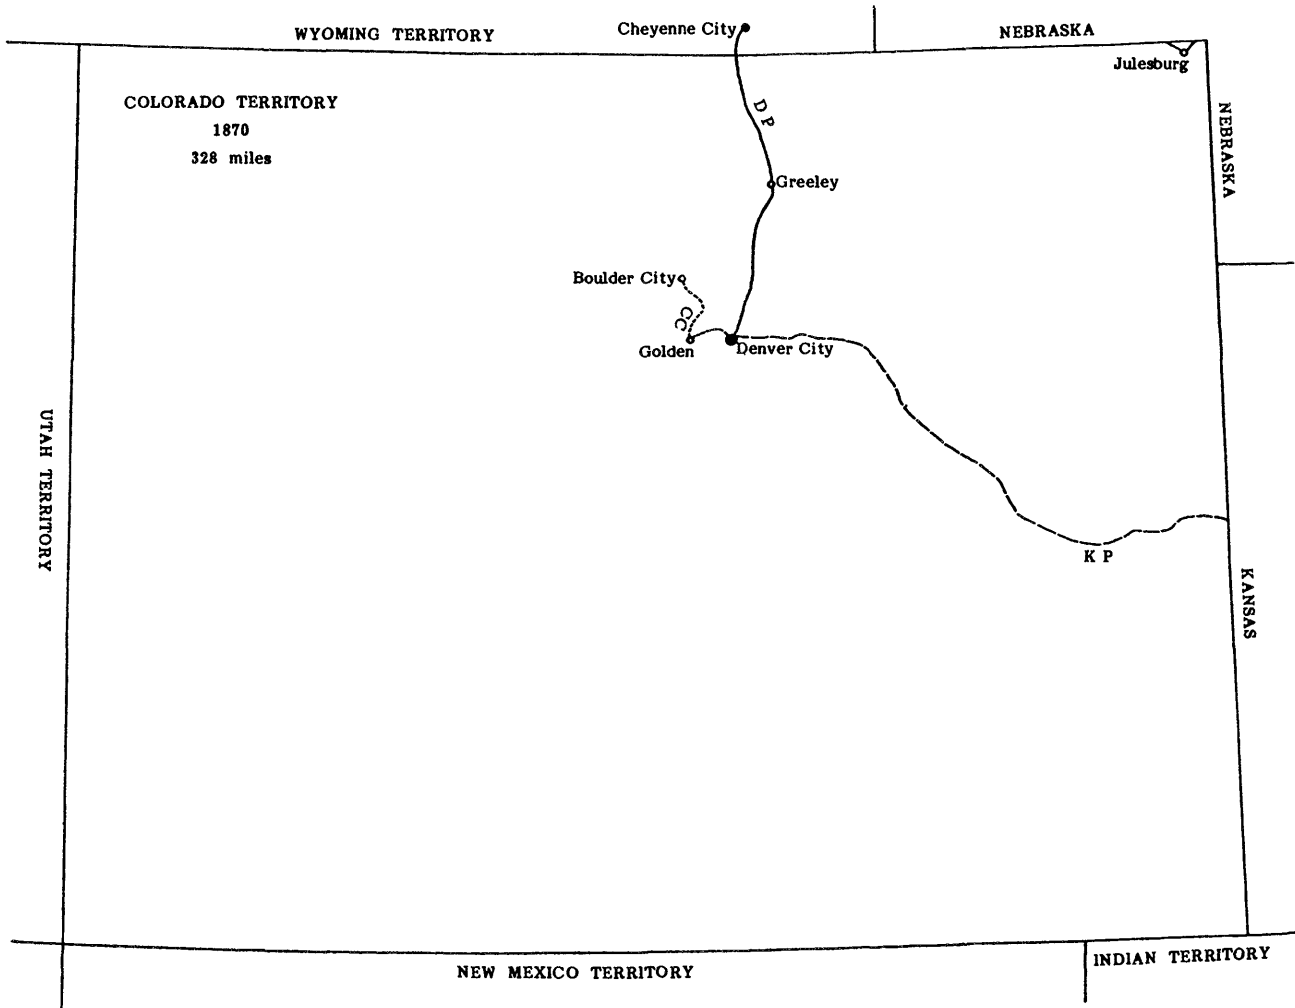 WYOMING TERRITORY
Cheyenne City
NEBRASKA
Julesburg
COLORADO TERRITORY
1870
328 miles
D P
NEBRASKA
Greeley
Boulder City
CC
Golden
Denver City
UTAH TERRITORY
K P
KANSAS
NEW MEXICO TERRITORY
INDIAN TERRITORY